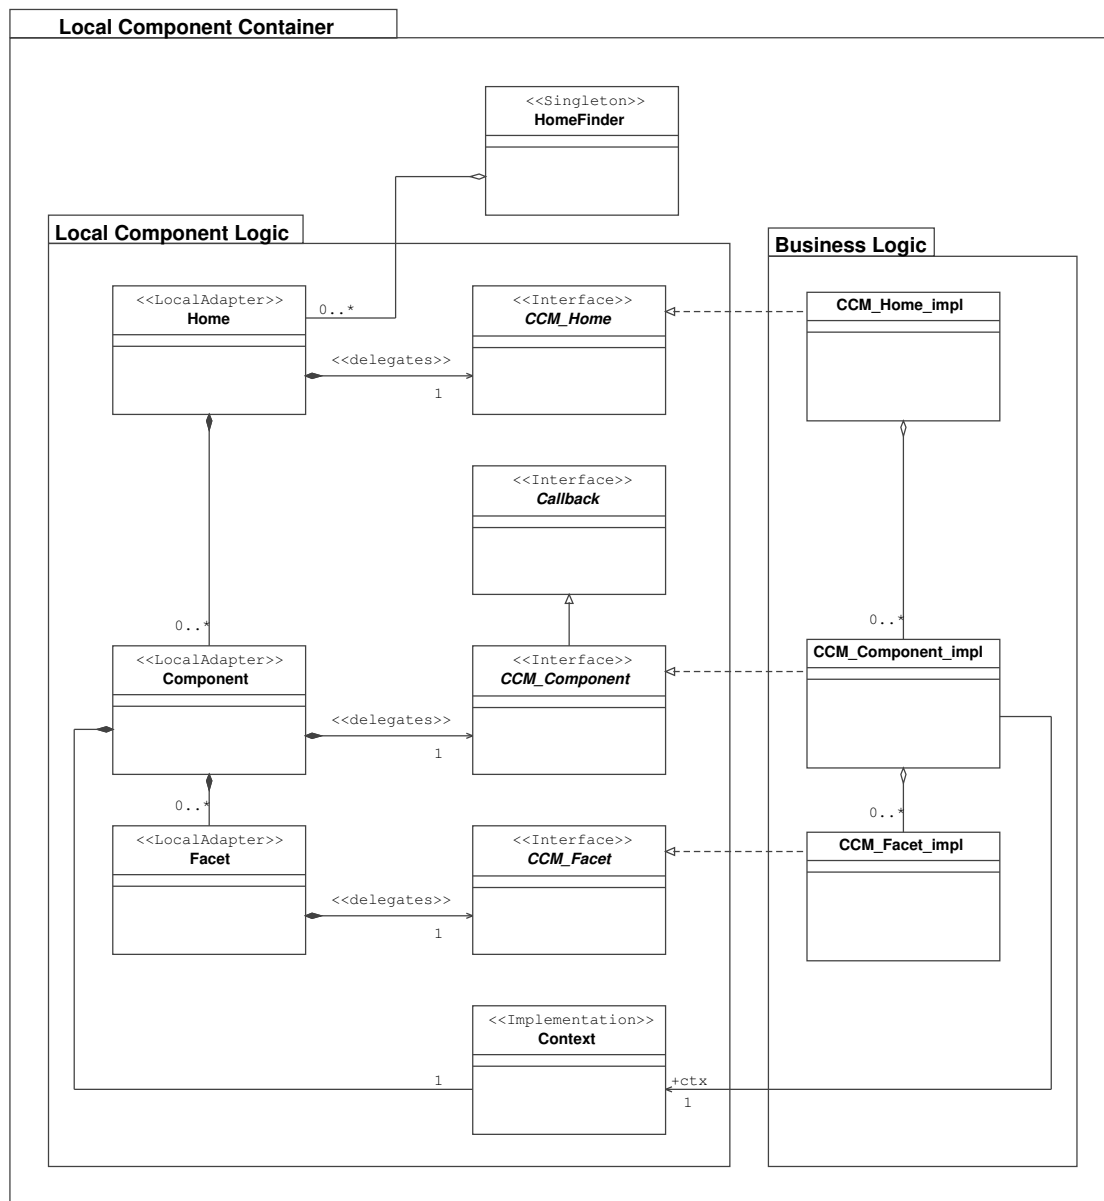 Local Component Container
<<Singleton>>
HomeFinder
Local Component Logic
Business Logic
<<LocalAdapter>>
Home
0..*
<<Interface>>
CCM_Home
CCM_Home_impl
<<delegates>>
1
<<Interface>>
Callback
0..*
0..*
<<LocalAdapter>>
Component
<<Interface>>
CCM_Component
CCM_Component_impl
<<delegates>>
1
0..*
0..*
<<LocalAdapter>>
Facet
<<Interface>>
CCM_Facet
CCM_Facet_impl
<<delegates>>
1
<<Implementation>>
Context
1
+ctx
1